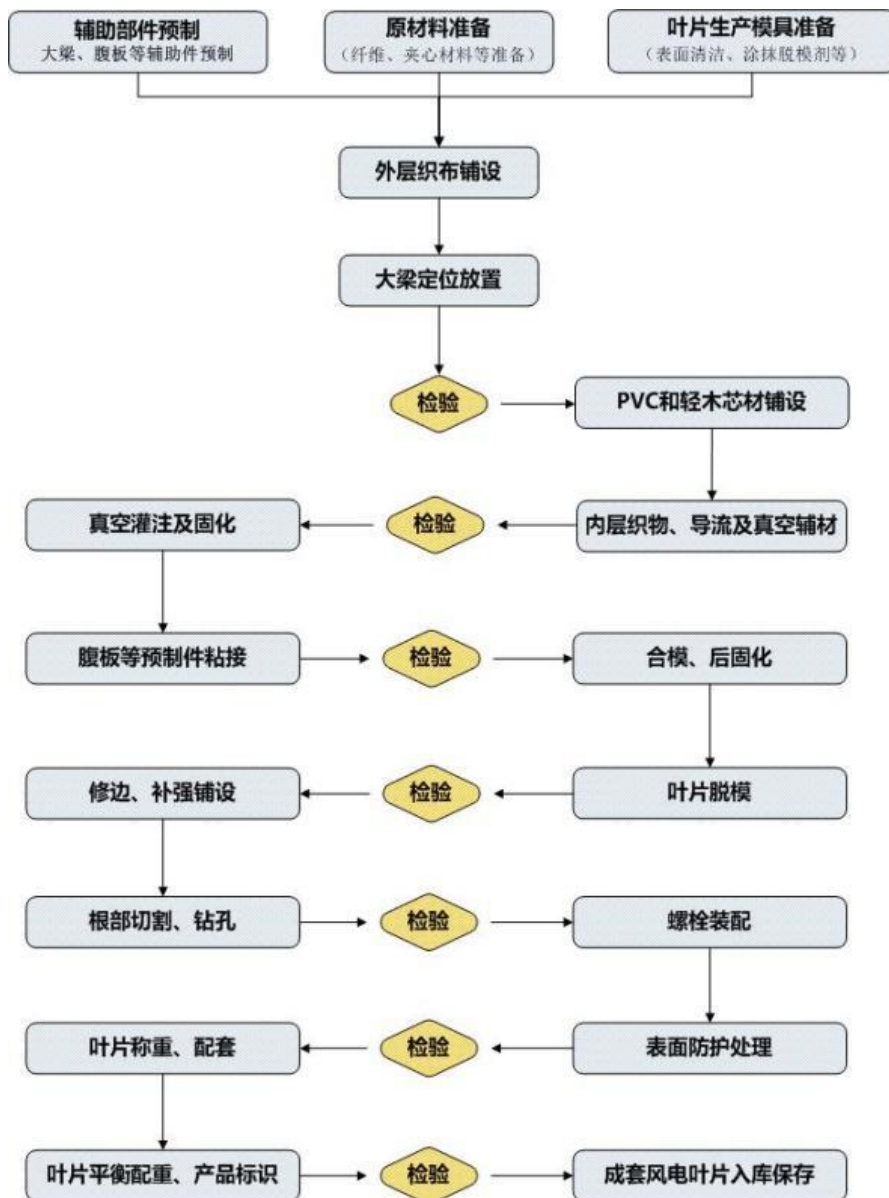 辅助部件预制
大梁、腹板等辅助件预制
原材料准备
（纤维、夹心材料等准备）
叶片生产模具准备
（表面清洁、涂抹脱模剂等）
外层织布铺设
大梁定位放置
检验
PVC和轻木芯材铺设
真空灌注及固化
检验
内层织物、导流及真空辅材
腹板等预制件粘接
检验
合模、后固化
修边、补强铺设
检验
叶片脱模
根部切割、钻孔
检验
螺栓装配
叶片称重、配套
检验
表面防护处理
叶片平衡配重、产品标识
检验
成套风电叶片入库保存